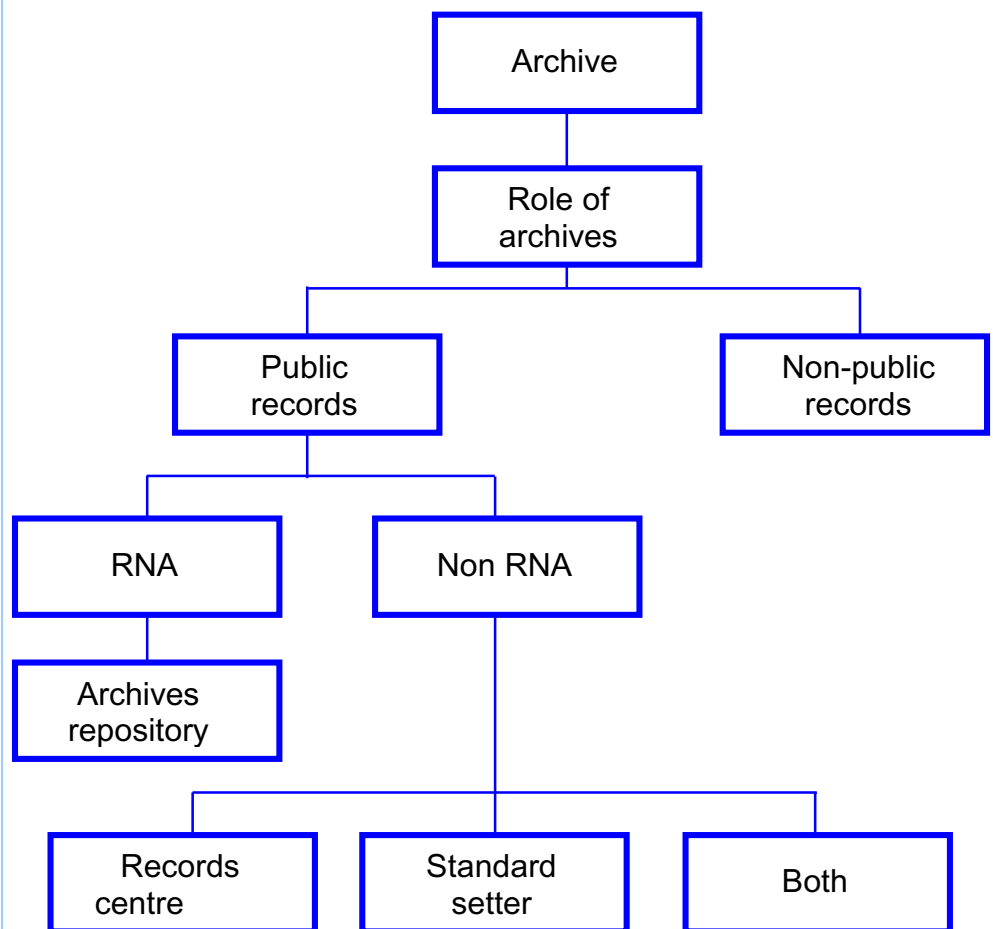 Archive
Role of
archives
Public
records
Non-public
records
RNA
Non RNA
Archives
repository
Records
centre
Standard
setter
Both